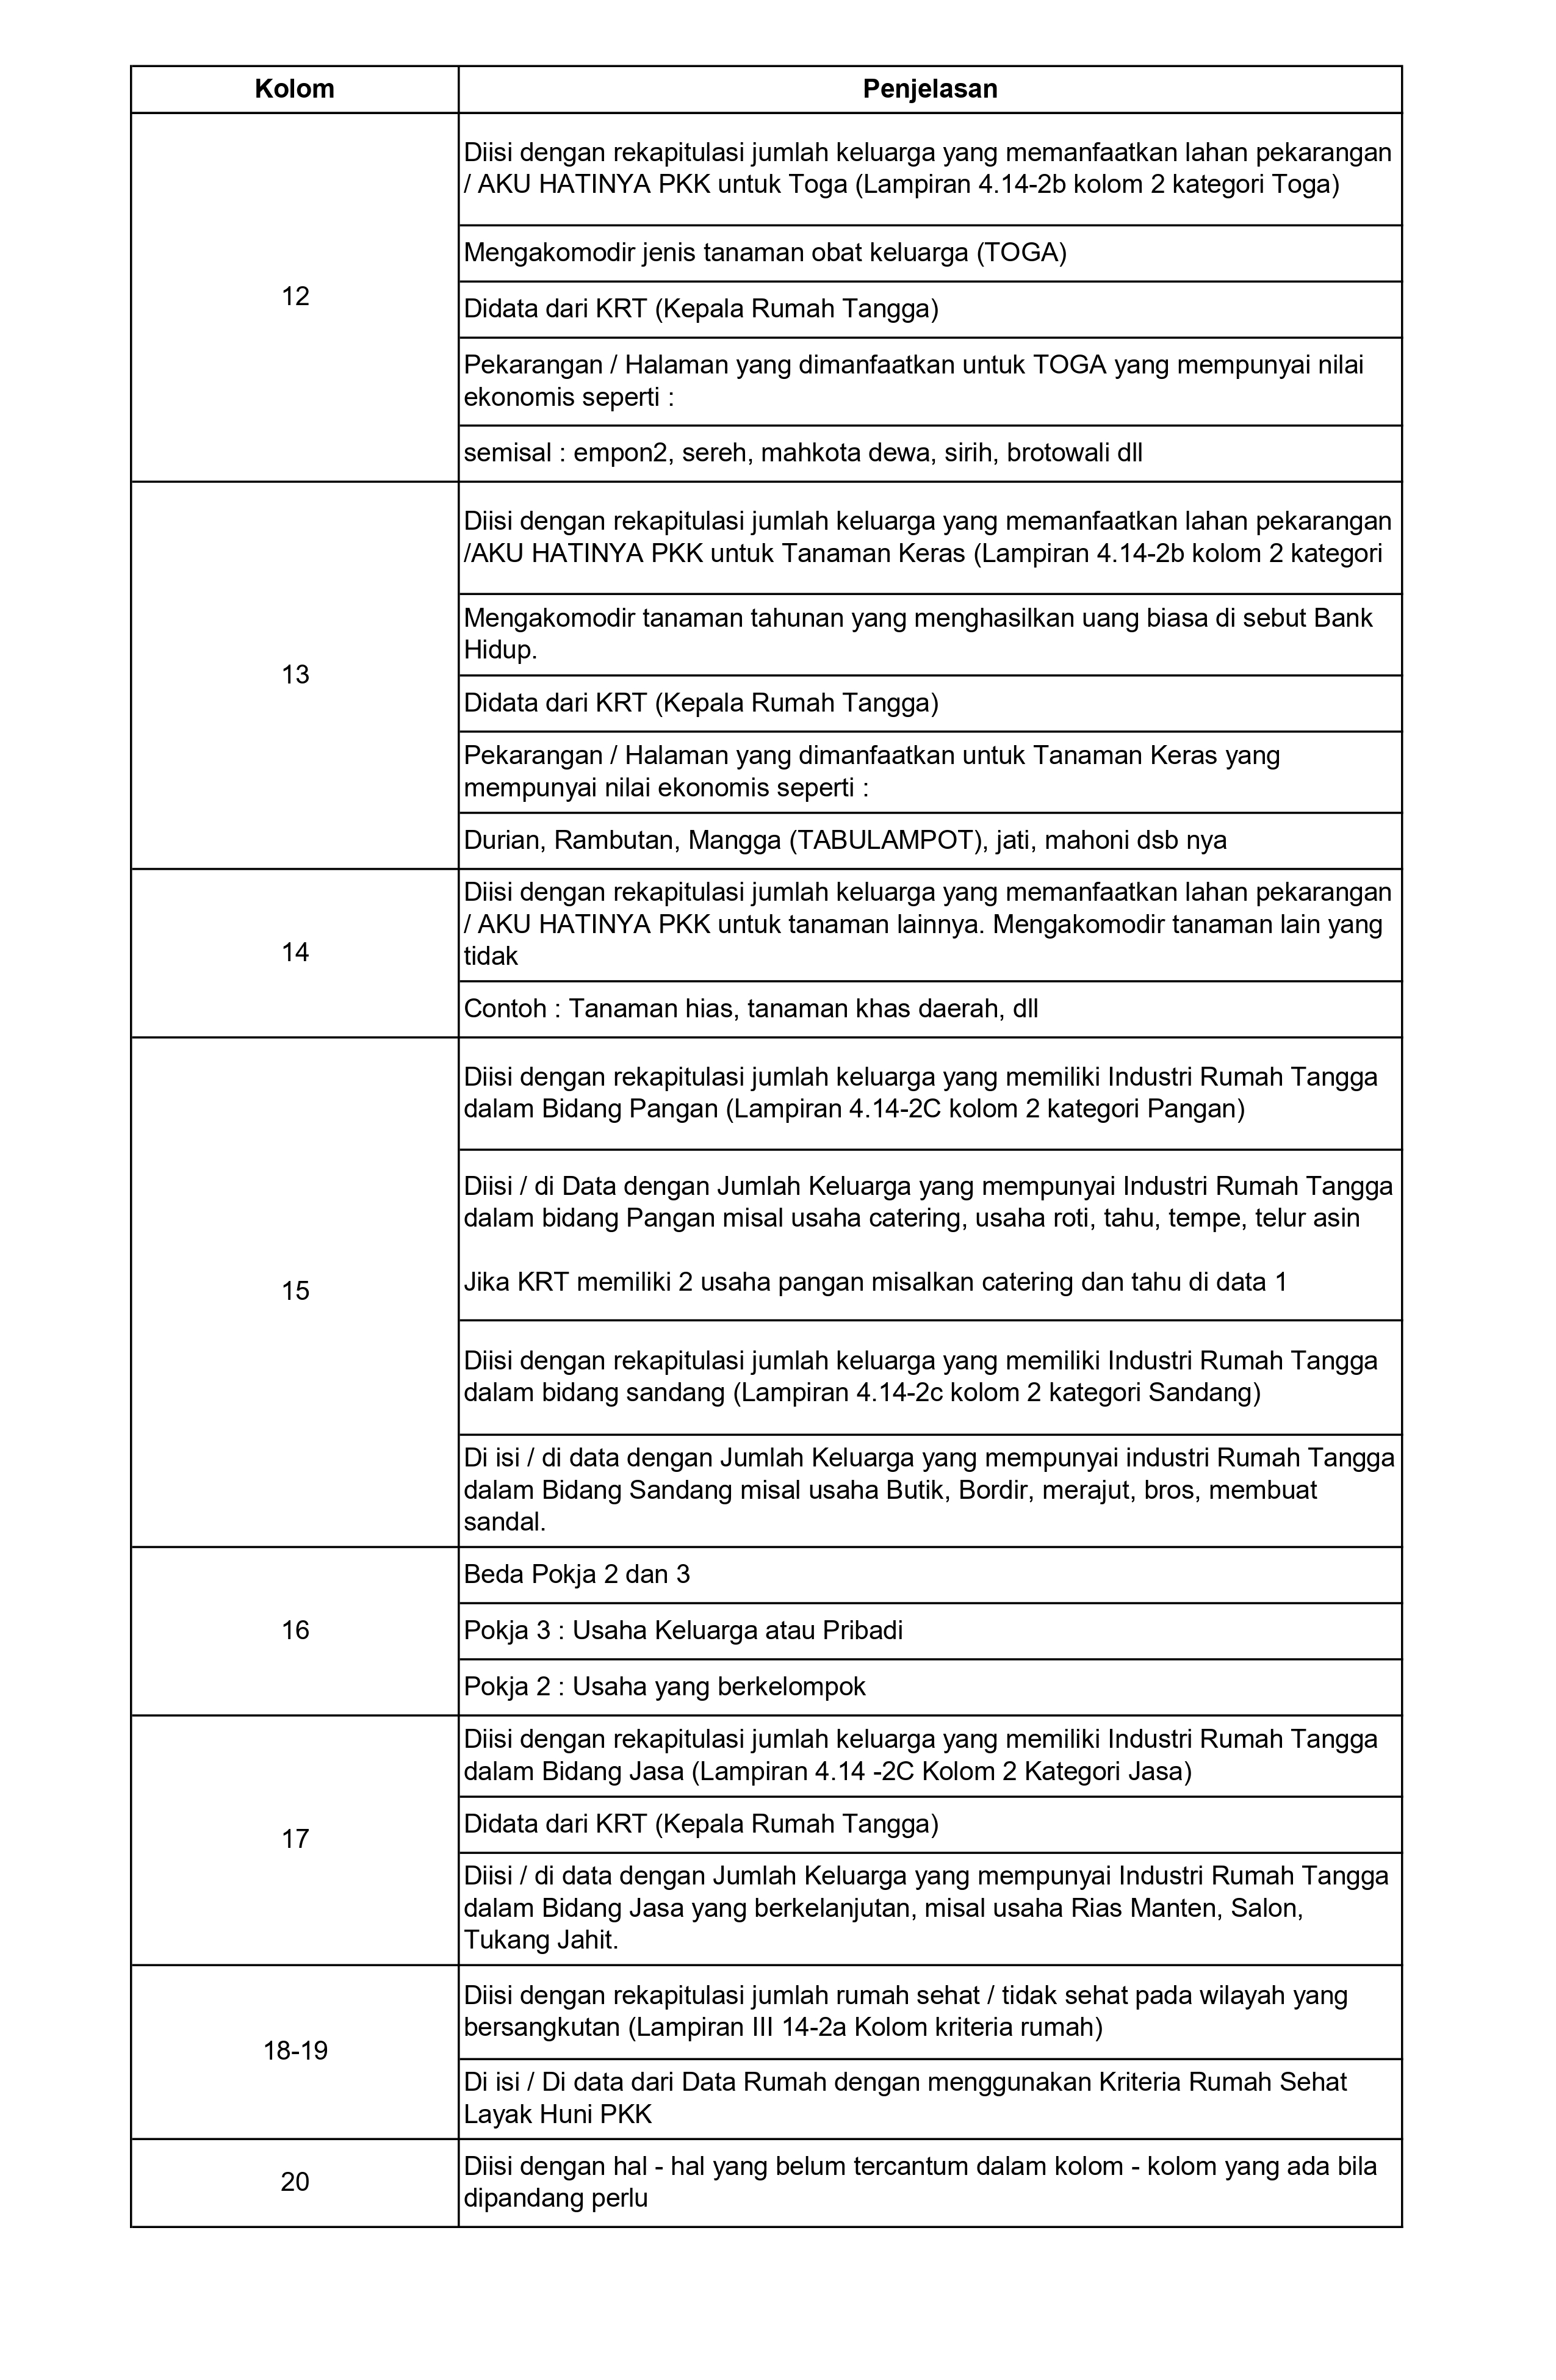 Kolom
Penjelasan
12
Diisi dengan rekapitulasi jumlah keluarga yang memanfaatkan lahan pekarangan
/ AKU HATINYA PKK untuk Toga (Lampiran 4.14-2b kolom 2 kategori Toga)
Mengakomodir jenis tanaman obat keluarga (TOGA)
Didata dari KRT (Kepala Rumah Tangga)
Pekarangan / Halaman yang dimanfaatkan untuk TOGA yang mempunyai nilai
ekonomis seperti :
semisal : empon2, sereh, mahkota dewa, sirih, brotowali dll
13
Diisi dengan rekapitulasi jumlah keluarga yang memanfaatkan lahan pekarangan
/AKU HATINYA PKK untuk Tanaman Keras (Lampiran 4.14-2b kolom 2 kategori
Mengakomodir tanaman tahunan yang menghasilkan uang biasa di sebut Bank
Hidup.
Didata dari KRT (Kepala Rumah Tangga)
Pekarangan / Halaman yang dimanfaatkan untuk Tanaman Keras yang
mempunyai nilai ekonomis seperti :
Durian, Rambutan, Mangga (TABULAMPOT), jati, mahoni dsb nya
14
Diisi dengan rekapitulasi jumlah keluarga yang memanfaatkan lahan pekarangan
/ AKU HATINYA PKK untuk tanaman lainnya. Mengakomodir tanaman lain yang
tidak
Contoh : Tanaman hias, tanaman khas daerah, dll
15
Diisi dengan rekapitulasi jumlah keluarga yang memiliki Industri Rumah Tangga
dalam Bidang Pangan (Lampiran 4.14-2C kolom 2 kategori Pangan)
Diisi / di Data dengan Jumlah Keluarga yang mempunyai Industri Rumah Tangga
dalam bidang Pangan misal usaha catering, usaha roti, tahu, tempe, telur asin
Jika KRT memiliki 2 usaha pangan misalkan catering dan tahu di data 1
Diisi dengan rekapitulasi jumlah keluarga yang memiliki Industri Rumah Tangga
dalam bidang sandang (Lampiran 4.14-2c kolom 2 kategori Sandang)
Di isi / di data dengan Jumlah Keluarga yang mempunyai industri Rumah Tangga
dalam Bidang Sandang misal usaha Butik, Bordir, merajut, bros, membuat
sandal.
16
Beda Pokja 2 dan 3
Pokja 3 : Usaha Keluarga atau Pribadi
Pokja 2 : Usaha yang berkelompok
17
Diisi dengan rekapitulasi jumlah keluarga yang memiliki Industri Rumah Tangga
dalam Bidang Jasa (Lampiran 4.14 -2C Kolom 2 Kategori Jasa)
Didata dari KRT (Kepala Rumah Tangga)
Diisi / di data dengan Jumlah Keluarga yang mempunyai Industri Rumah Tangga
dalam Bidang Jasa yang berkelanjutan, misal usaha Rias Manten, Salon,
Tukang Jahit.
18-19
Diisi dengan rekapitulasi jumlah rumah sehat / tidak sehat pada wilayah yang
bersangkutan (Lampiran III 14-2a Kolom kriteria rumah)
Di isi / Di data dari Data Rumah dengan menggunakan Kriteria Rumah Sehat
Layak Huni PKK
20
Diisi dengan hal - hal yang belum tercantum dalam kolom - kolom yang ada bila
dipandang perlu